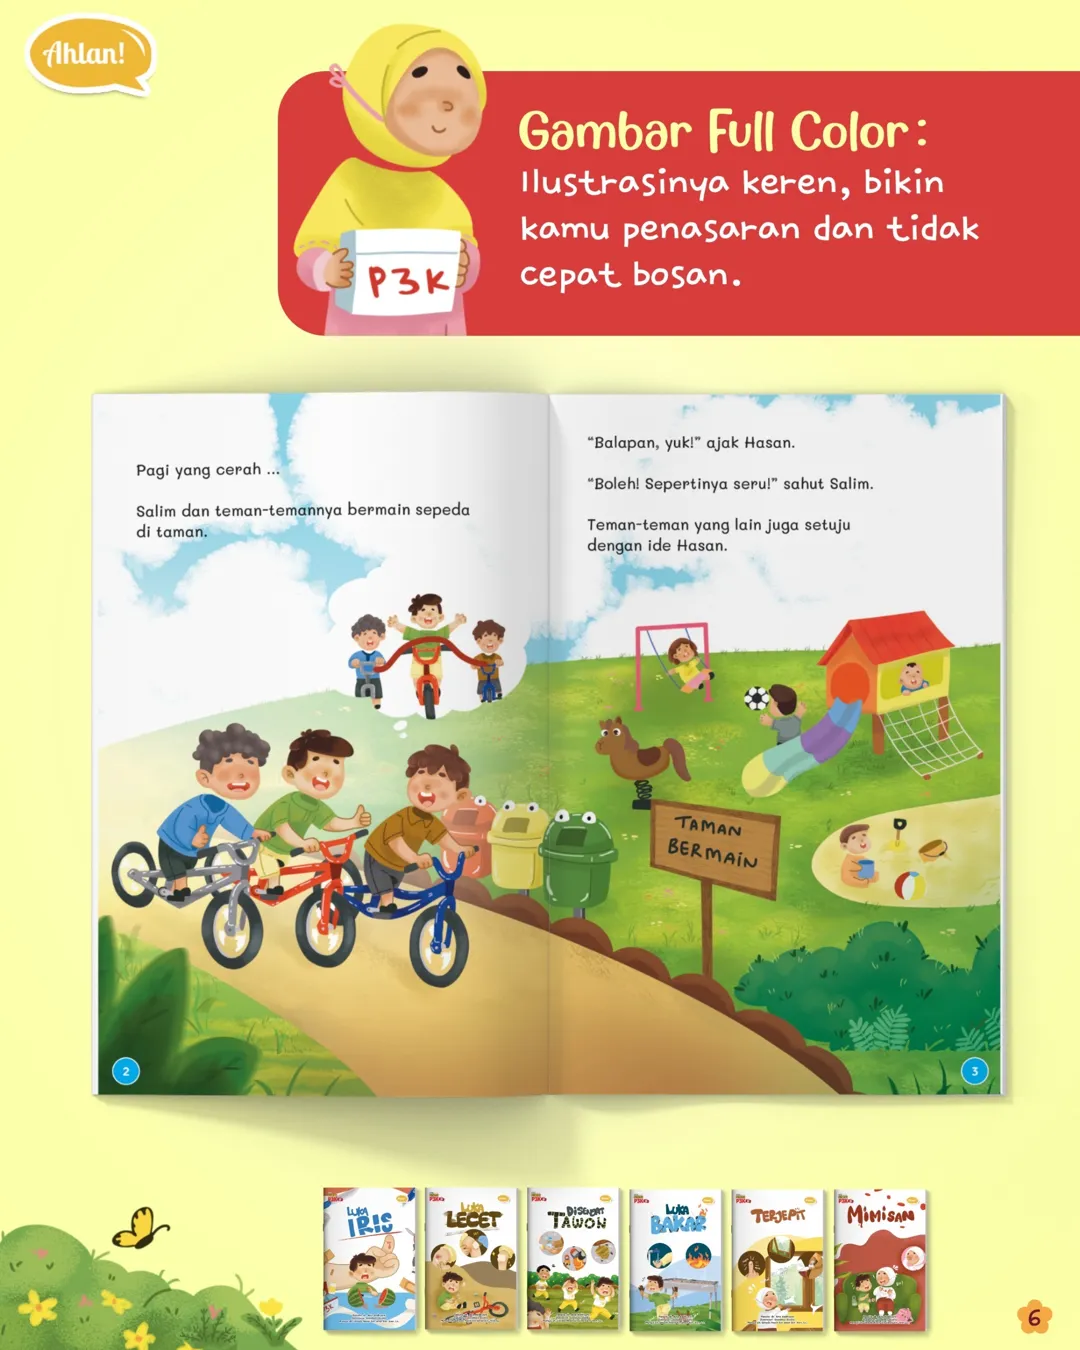 Ahlan!
P3K
Gambar Full Color:
Ilustrasinya keren, bikin
kamu penasaran dan tidak
cepat bosan.
Pagi yang cerah ...
Salim dan teman-temannya bermain sepeda
di taman.
“Balapan, yuk!” ajak Hasan.
“Boleh! Sepertinya seru!” sahut Salim.
Teman-teman yang lain juga setuju
dengan ide Hasan.
TAMAN
BERMAIN
2
3
Luka
IRIS
Luka
LECET
DISENGAT
TAWON
LUKA
BAKAR
TERJEPIT
MIMISAN
6